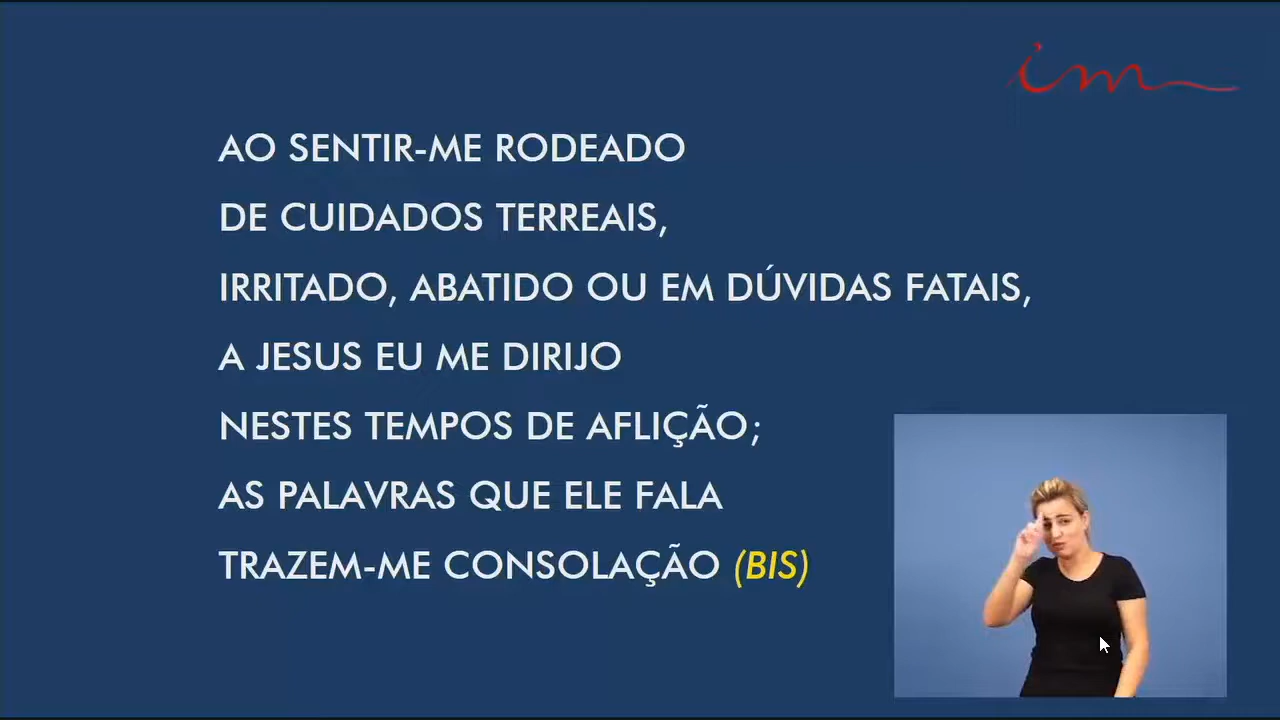 im
AO SENTIR-ME RODEADO
DE CUIDADOS TERREAIS,
IRRITADO, ABATIDO OU EM DÚVIDAS FATAIS,
A JESUS EU ME DIRIJO
NESTES TEMPOS DE AFLIÇÃO;
AS PALAVRAS QUE ELE FALA
TRAZEM-ME CONSOLAÇÃO (BIS)